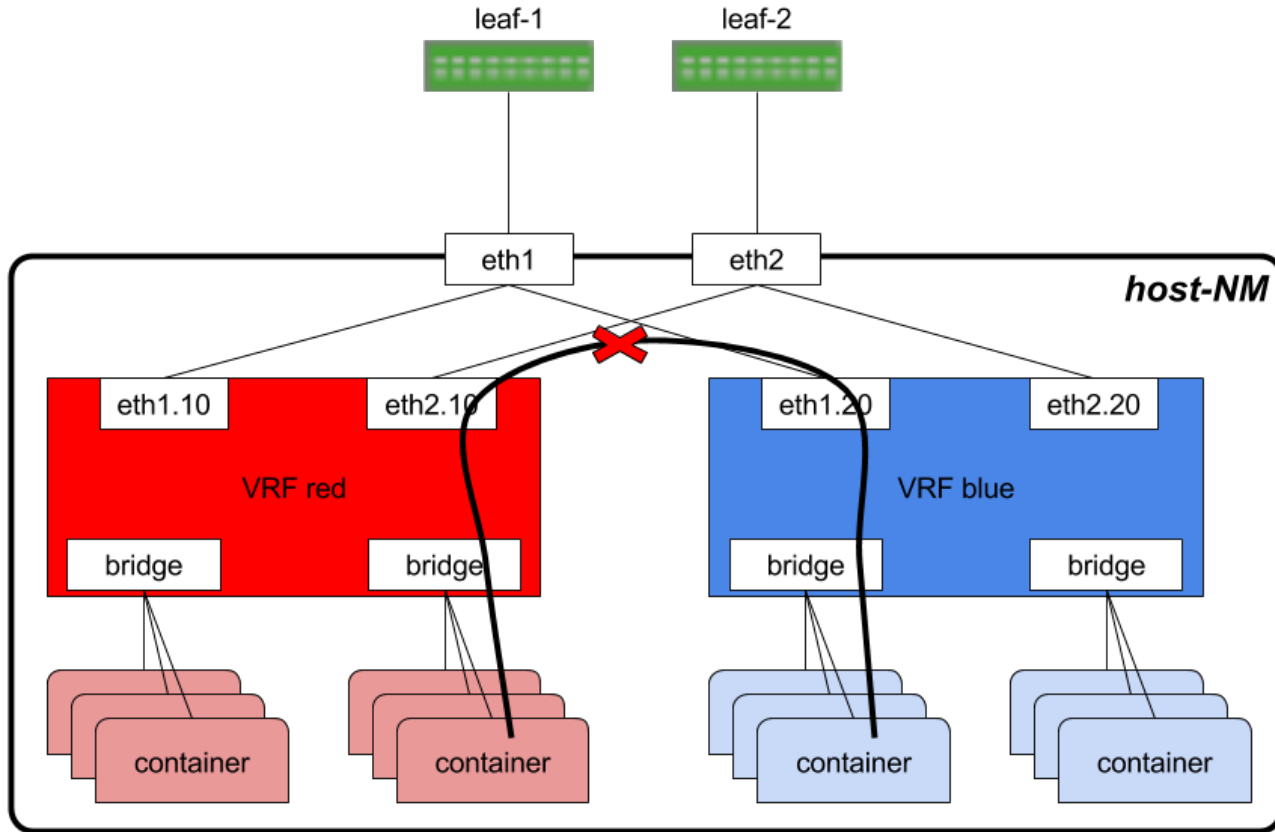 leaf-1
leaf-2
eth1
eth2
host-NM
eth1.10
eth2.10
eth1.20
eth2.20
VRF red
VRF blue
bridge
bridge
bridge
bridge
container
container
container
container